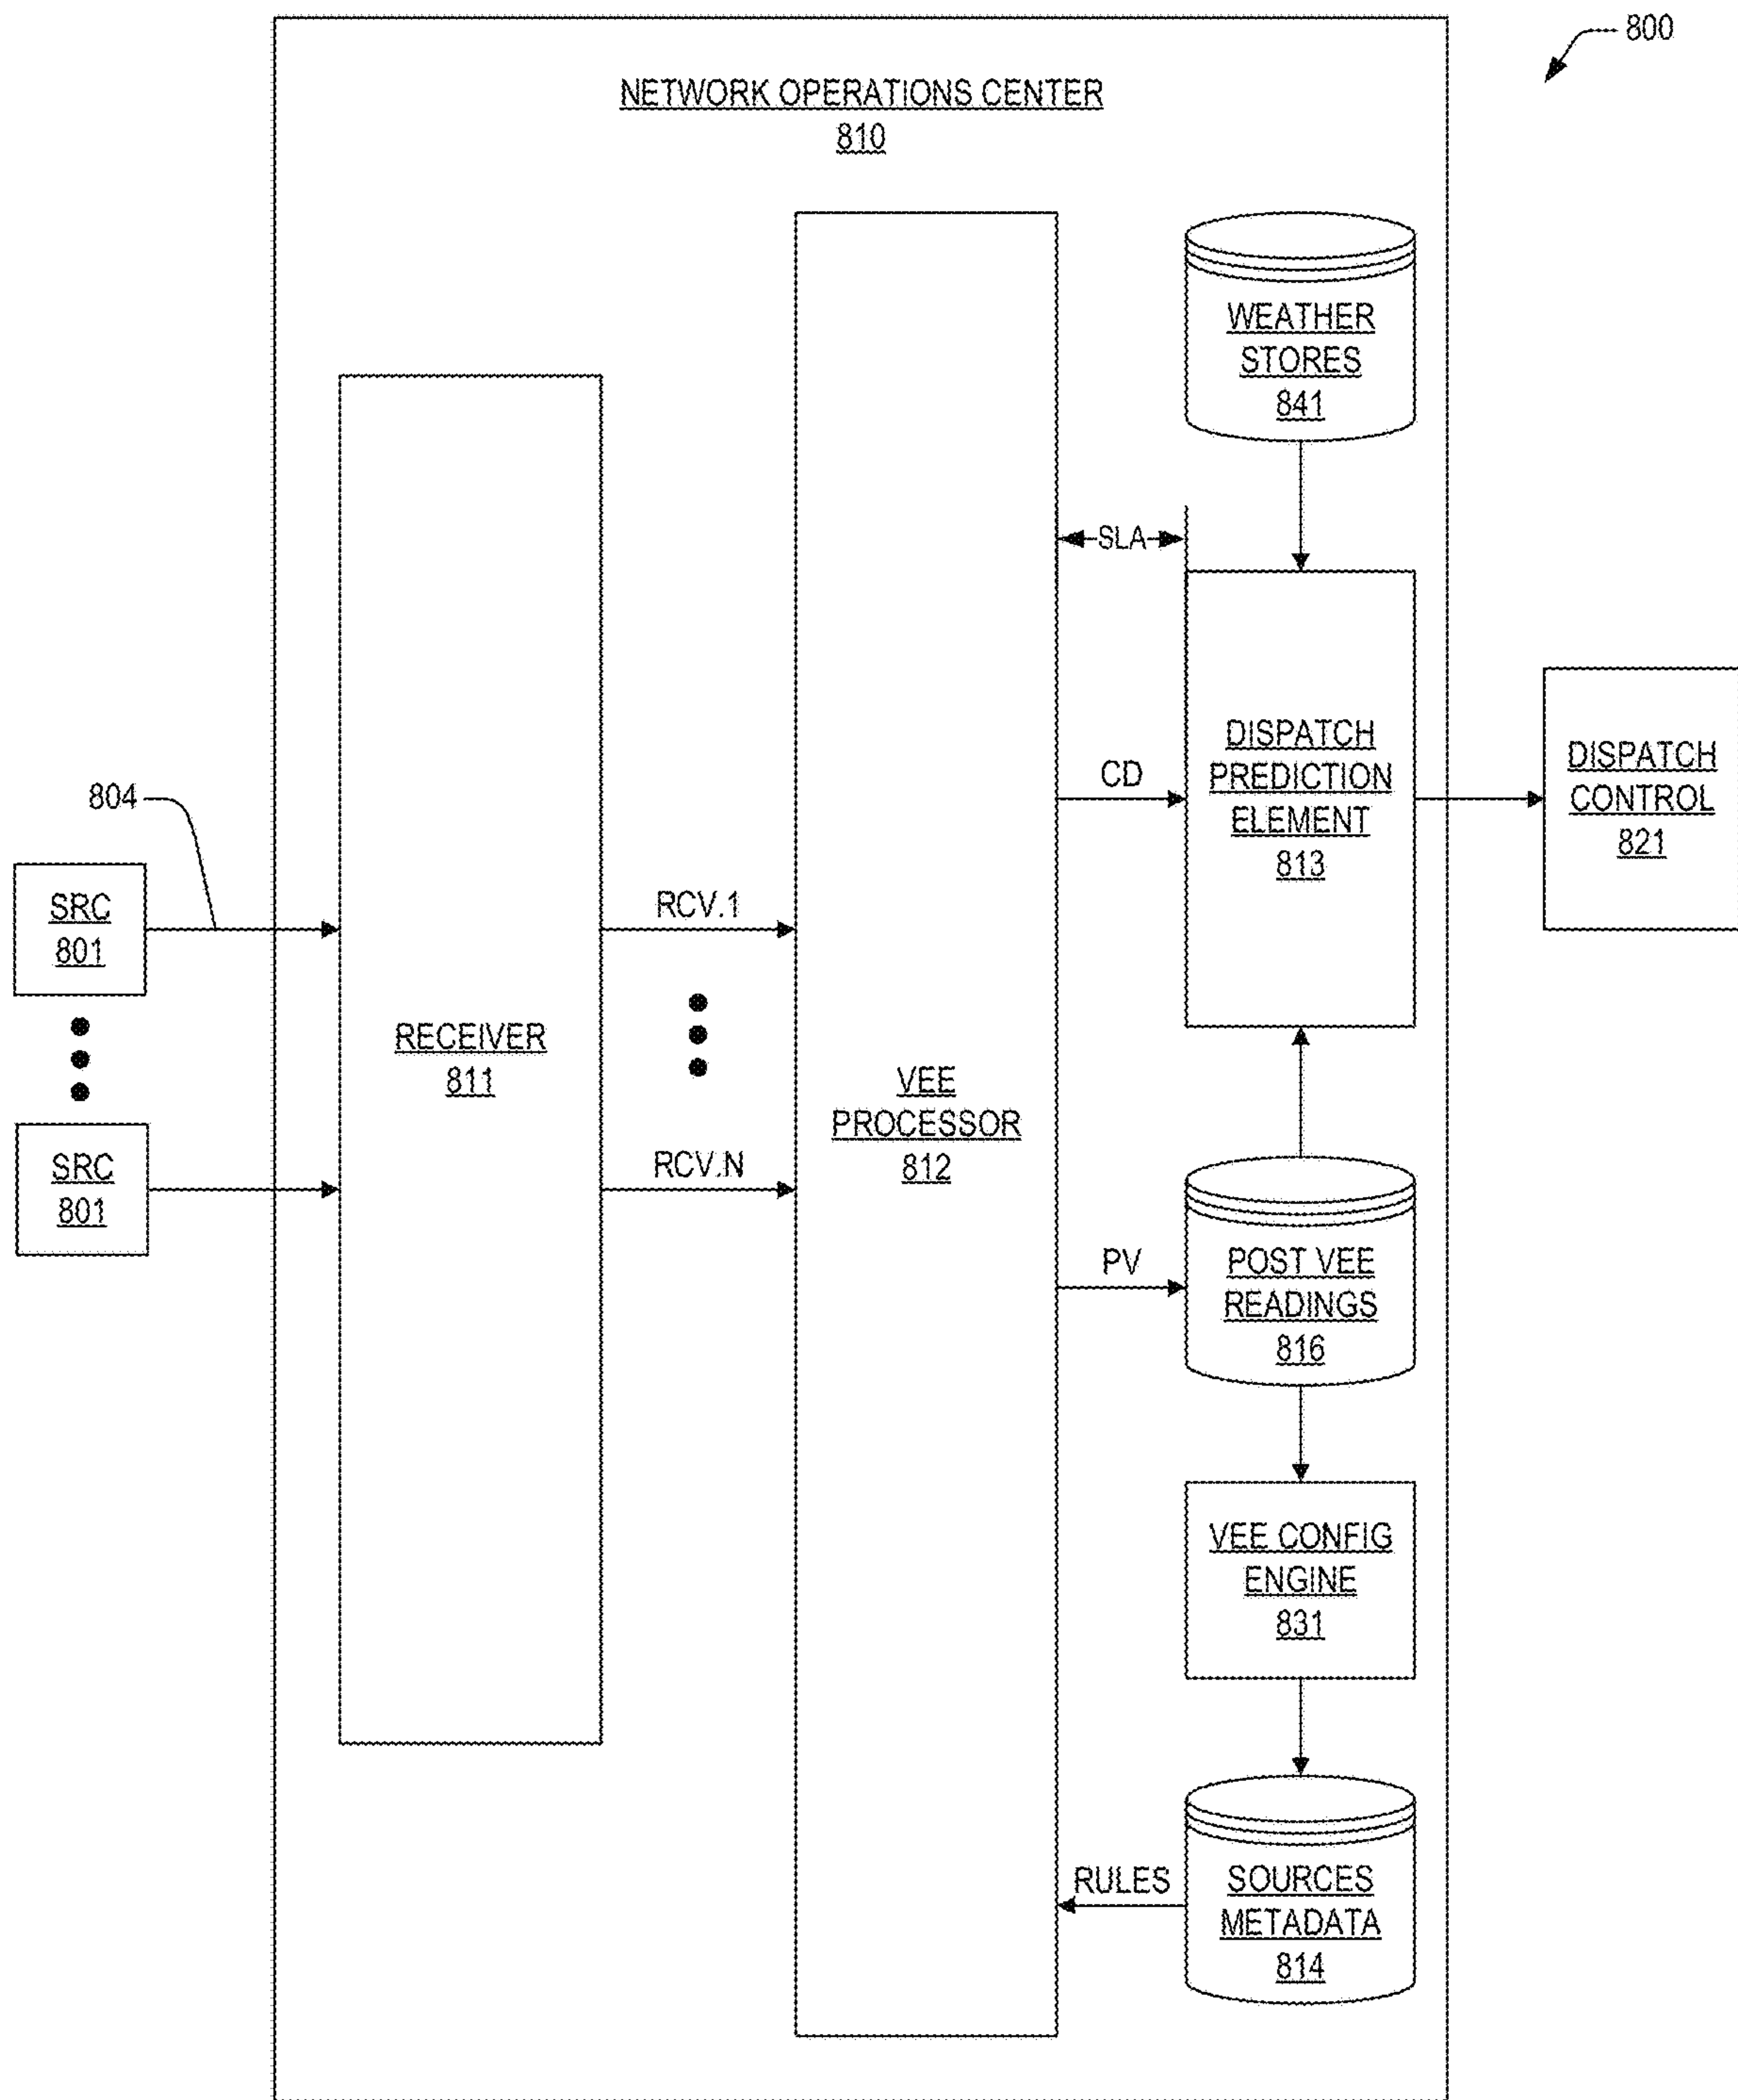 800
NETWORK OPERATIONS CENTER
810
WEATHER
STORES
841
SLA
DISPATCH
PREDICTION
ELEMENT
813
CD
DISPATCH
CONTROL
821
804
SRC
801
RCV.1
RECEIVER
811
VEE
PROCESSOR
812
SRC
801
RCV.N
PV
POST VEE
READINGS
816
VEE CONFIG
ENGINE
831
RULES
SOURCES
METADATA
814